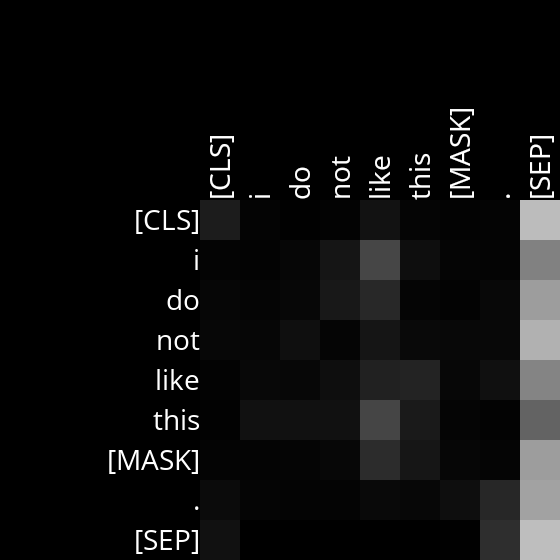 [CLS] i do not like this [MASK] . [SEP]
[CLS]
i
do
not
like
this
[MASK]
.
[SEP]